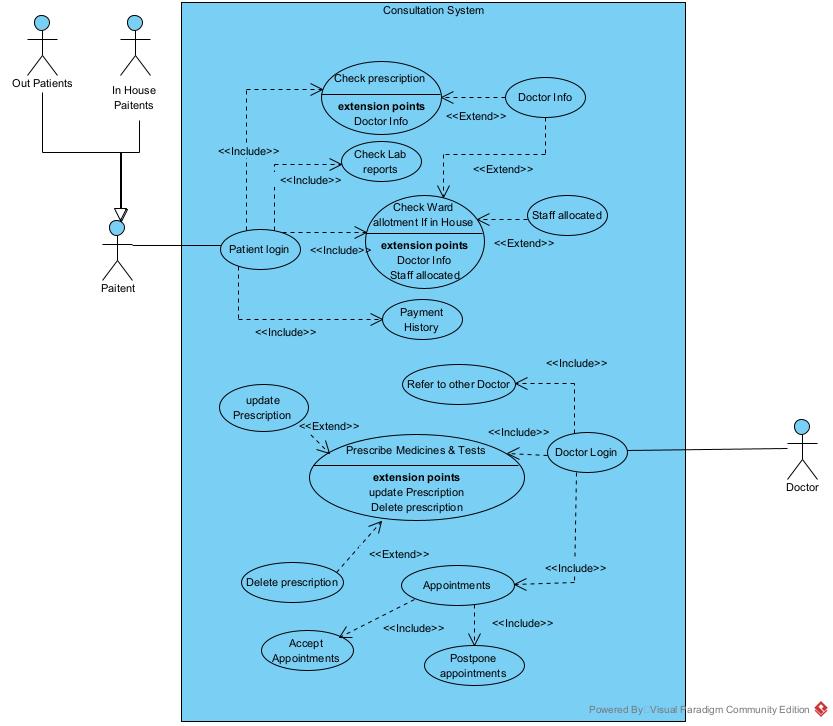 Consultation System
Out Patients
In House
Paitents
Check prescription
extension points
Doctor Info
Doctor Info
<<Extend>>
<<Include>>
Check Lab
reports
<<Include>>
<<Extend>>
Check Ward
allotment If in House
extension points
Doctor Info
Staff allocated
Staff allocated
<<Extend>>
Patient login
<<Include>>
Paitent
Payment
History
<<Include>>
<<Include>>
Refer to other Doctor
update
Prescription
<<Extend>>
<<Include>>
Prescribe Medicines & Tests
extension points
update Prescription
Delete prescription
Doctor Login
Doctor
<<Extend>>
<<Include>>
Delete prescription
Appointments
<<Include>>
<<Include>>
Accept
Appointments
Postpone
appointments
Powered By Visual Paradigm Community Edition